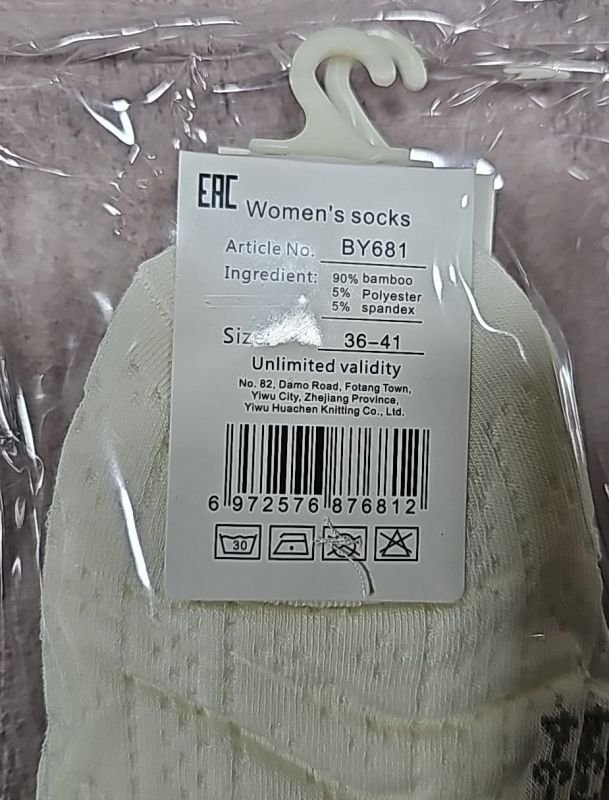 EAC
Women's socks
Article No. BY681
Ingredient: 90% bamboo
5% Polyester
5% spandex
Size 36-41
Unlimited validity
No. 82, Damo Road, Fotang Town,
Yiwu City, Zhejiang Province,
Yiwu Huachen Knitting Co., Ltd.
6 972576 876812
30